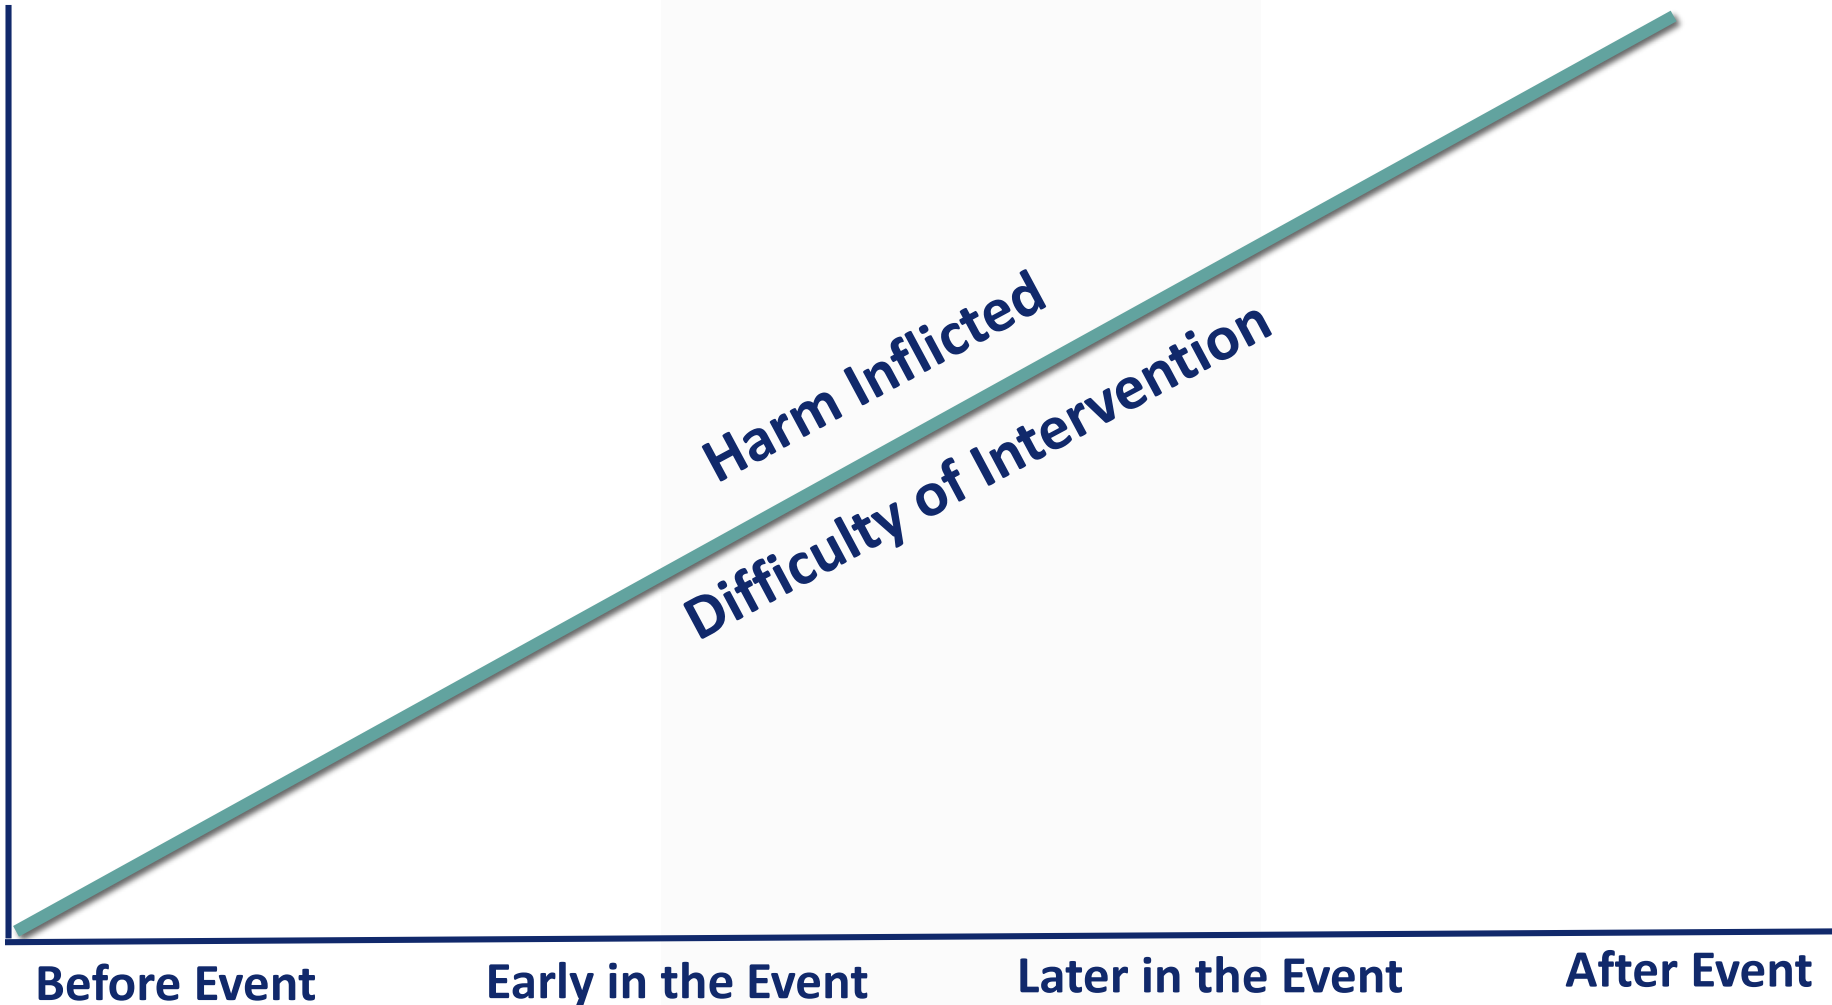 Harm Inflicted
Difficulty of Intervention
Before Event
Early in the Event
Later in the Event
After Event